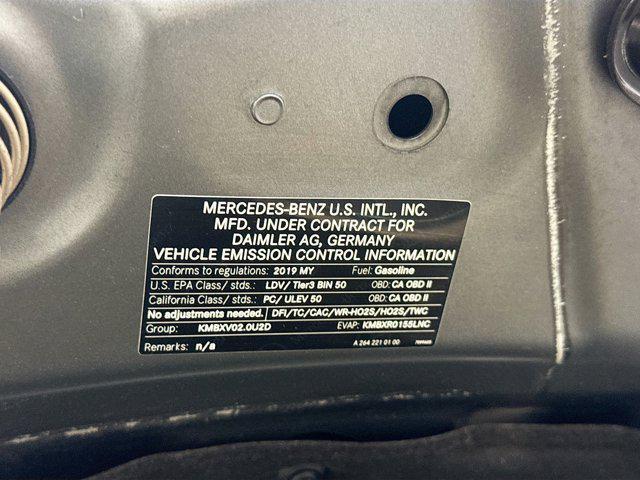 MERCEDES-BENZ U.S. INTL., INC.
MFD. UNDER CONTRACT FOR
DAIMLER AG, GERMANY
VEHICLE EMISSION CONTROL INFORMATION
Conforms to regulations: 2019 MY Fuel: Gasoline
U.S. EPA Class/ stds.: LDV/ Tier3 BIN 50 OBD: CA OBD II
California Class/ stds.: PC/ ULEV 50 OBD: CA OBD II
No adjustments needed. DFI/TC/CAC/WR-HO2S/HO2S/TWC
Group: KMBXV02.0U2D EVAP: KMBXR0155LNC
Remarks: n/a A 264 221 01 00